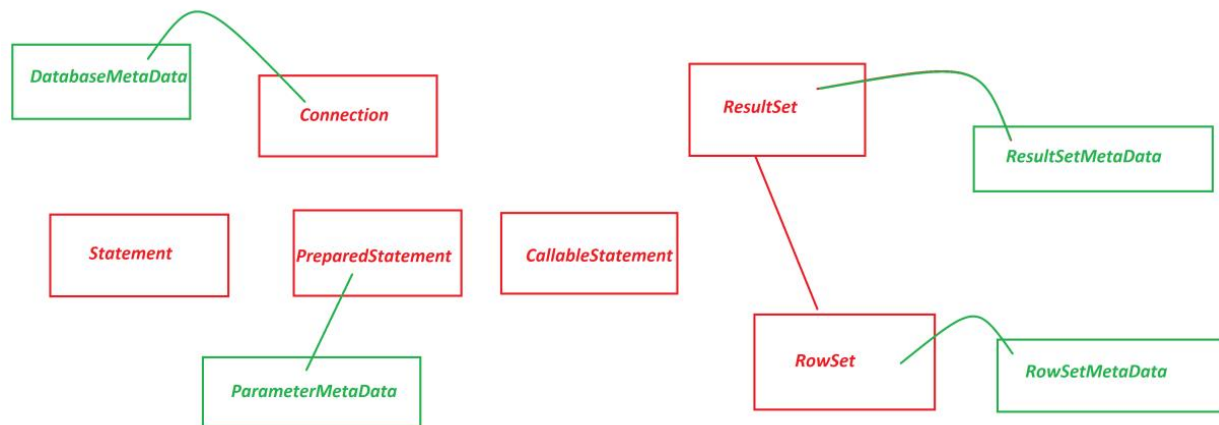 DatabaseMetaData
Connection
ResultSet
ResultSetMetaData
Statement
PreparedStatement
CallableStatement
ParameterMetaData
RowSet
RowSetMetaData